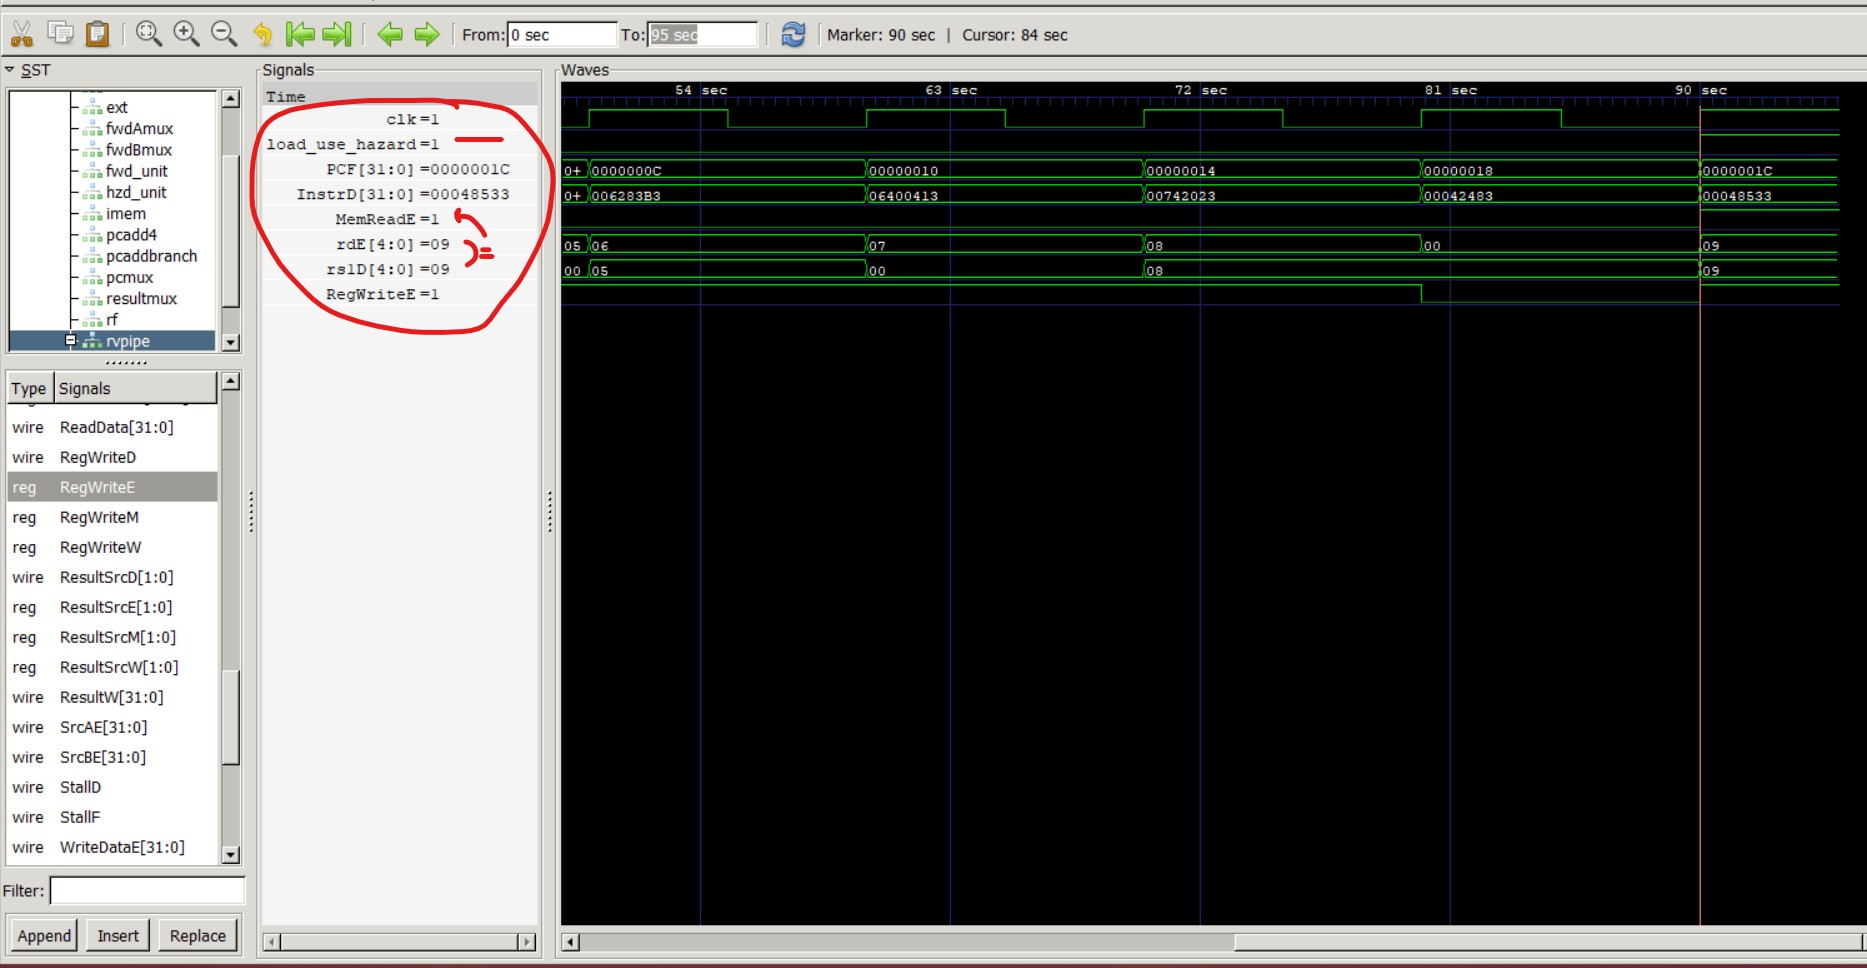 From: 0 sec To: 95 sec Marker: 90 sec | Cursor: 84 sec
SST
ext
fwdAmux
fwdBmux
fwd_unit
hzd_unit
imem
pcadd4
pcaddbranch
pcmux
resultmux
rf
rvpipe
Type Signals
wire ReadData[31:0]
wire RegWriteD
reg RegWriteE
reg RegWriteM
reg RegWriteW
wire ResultSrcD[1:0]
reg ResultSrcE[1:0]
reg ResultSrcM[1:0]
reg ResultSrcW[1:0]
wire ResultW[31:0]
wire SrcAE[31:0]
wire SrcBE[31:0]
wire StallD
wire StallF
wire WriteDataE[31:0]
Filter:
Append Insert Replace
Signals
Time
clk=1
load_use_hazard=1
PCF[31:0] =0000001C
InstrD[31:0] =00048533
MemReadE=1
rdE[4:0] =09
=
rs1D[4:0] =09
RegWriteE=1
Waves
54 sec 63 sec 72 sec 81 sec 90 sec
0+ 0000000C 00000010 00000014 00000018 0000001C
0+ 006283B3 06400413 00742023 00042483 00048533
05 06 07 08 00 09
00 05 00 08 09